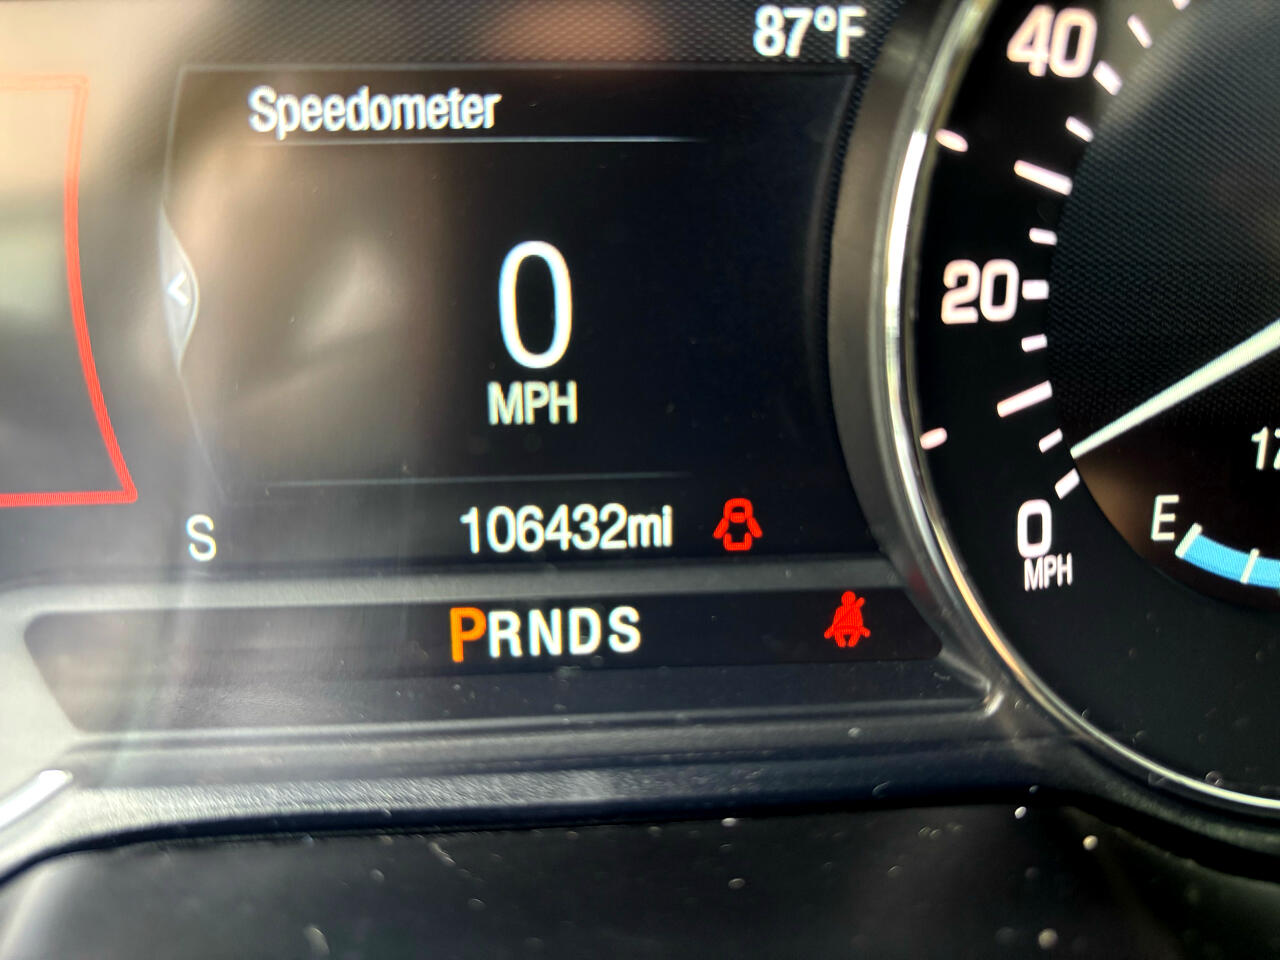 87°F
Speedometer
0
MPH
S
106432mi
PRNDS
40
20
0
MPH
E